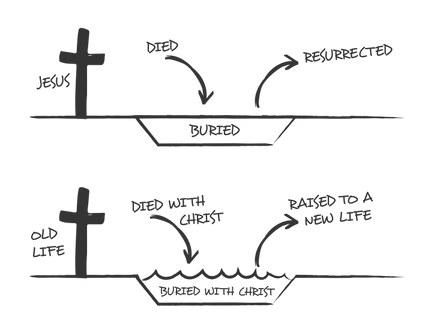 DIED
RESURRECTED
JESUS
BURIED
DIED WITH
CHRIST
RAISED TO A
NEW LIFE
OLD
LIFE
BURIED WITH CHRIST